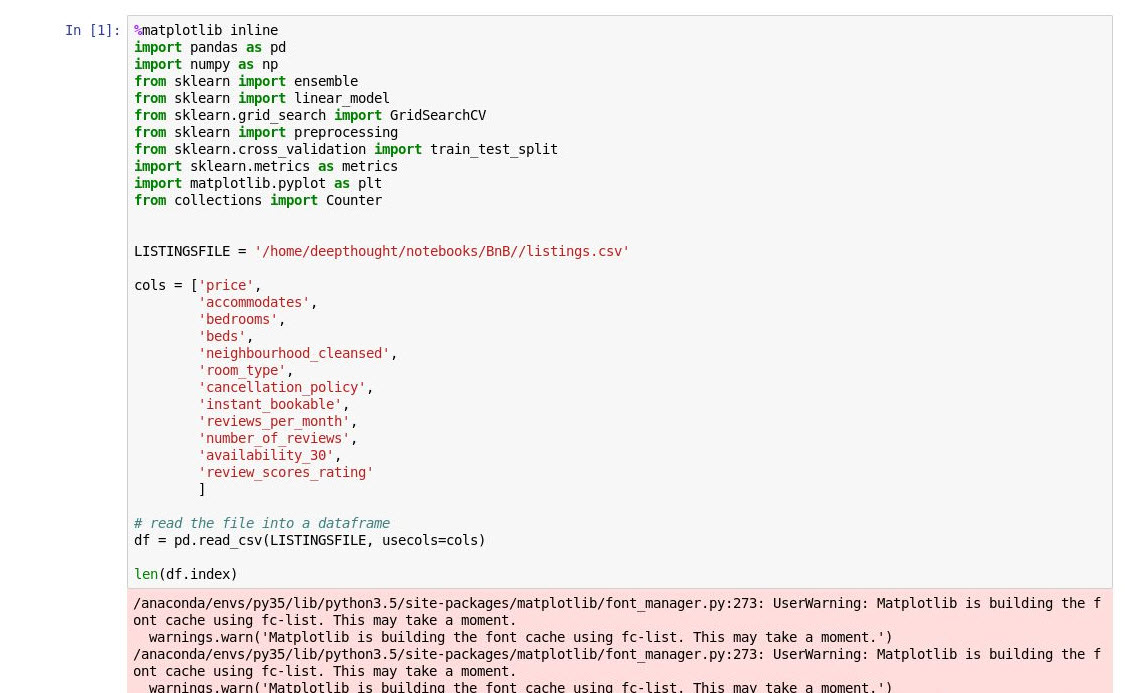 In [1]: %matplotlib inline
import pandas as pd
import numpy as np
from sklearn import ensemble
from sklearn import linear_model
from sklearn.grid_search import GridSearchCV
from sklearn import preprocessing
from sklearn.cross_validation import train_test_split
import sklearn.metrics as metrics
import matplotlib.pyplot as plt
from collections import Counter
LISTINGSFILE = '/home/deepthought/notebooks/BnB//listings.csv'
cols = ['price',
        'accommodates',
        'bedrooms',
        'beds',
        'neighbourhood_cleansed',
        'room_type',
        'cancellation_policy',
        'instant_bookable',
        'reviews_per_month',
        'number_of_reviews',
        'availability_30',
        'review_scores_rating'
        ]
# read the file into a dataframe
df = pd.read_csv(LISTINGSFILE, usecols=cols)
len(df.index)
/anaconda/envs/py35/lib/python3.5/site-packages/matplotlib/font_manager.py:273: UserWarning: Matplotlib is building the f
ont cache using fc-list. This may take a moment.
  warnings.warn('Matplotlib is building the font cache using fc-list. This may take a moment.')
/anaconda/envs/py35/lib/python3.5/site-packages/matplotlib/font_manager.py:273: UserWarning: Matplotlib is building the f
ont cache using fc-list. This may take a moment.
  warnings.warn('Matplotlib is building the font cache using fc-list. This may take a moment.')